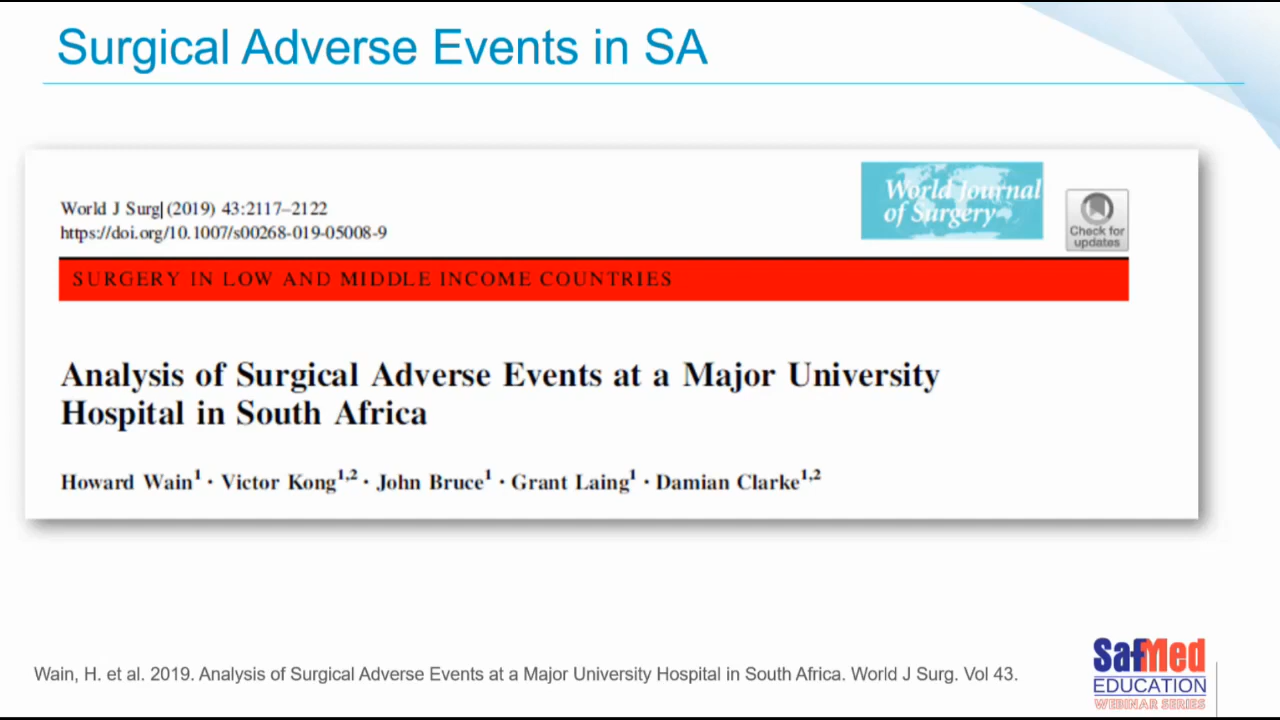 Surgical Adverse Events in SA
World J Surg (2019) 43:2117–2122
https://doi.org/10.1007/s00268-019-05008-9
World Journal
of Surgery
Check for
updates
SURGERY IN LOW AND MIDDLE INCOME COUNTRIES
Analysis of Surgical Adverse Events at a Major University
Hospital in South Africa
Howard Wain¹ · Victor Kong¹,² · John Bruce¹ · Grant Laing¹ · Damian Clarke¹,²
Wain, H. et al. 2019. Analysis of Surgical Adverse Events at a Major University Hospital in South Africa. World J Surg. Vol 43.
SafMed
EDUCATION
WEBINAR SERIES